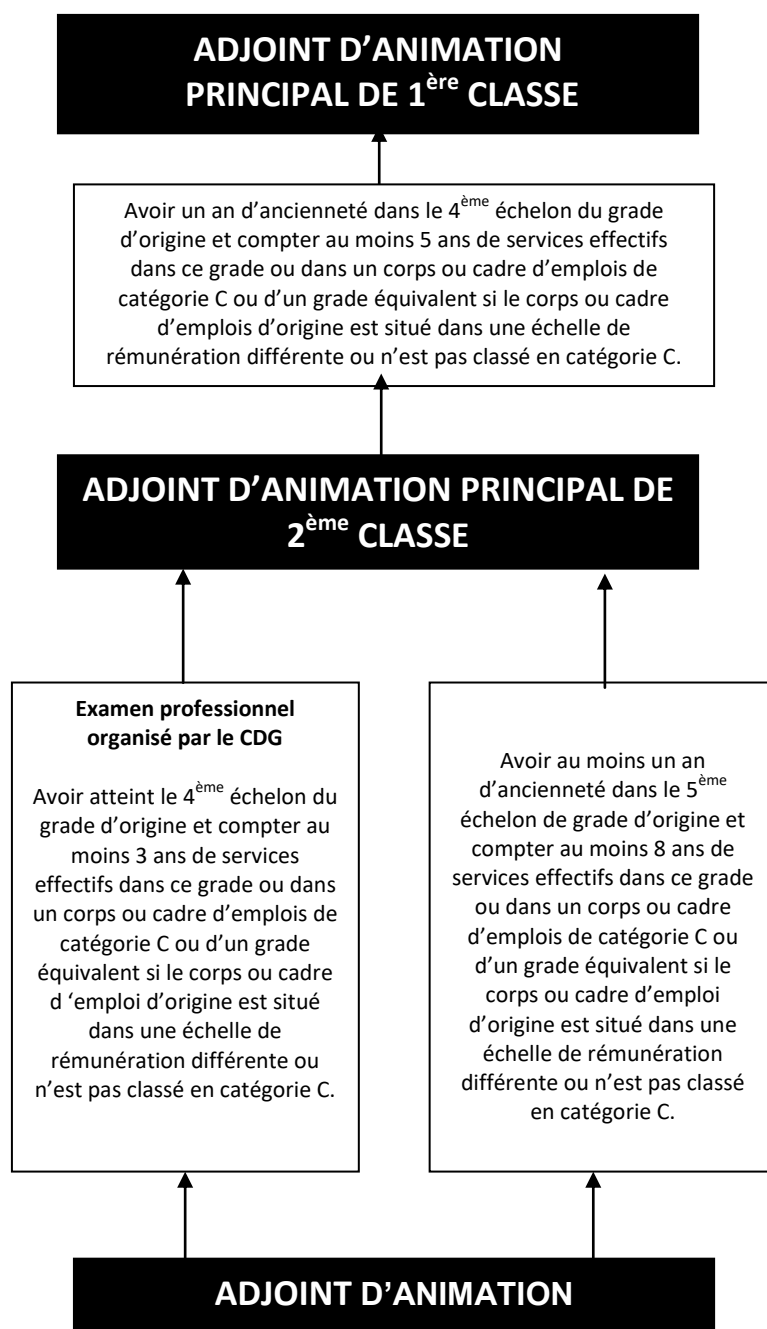 ADJOINT D’ANIMATION
PRINCIPAL DE 1ère CLASSE
Avoir un an d’ancienneté dans le 4ème échelon du grade
d’origine et compter au moins 5 ans de services effectifs
dans ce grade ou dans un corps ou cadre d’emplois de
catégorie C ou d’un grade équivalent si le corps ou cadre
d’emplois d’origine est situé dans une échelle de
rémunération différente ou n’est pas classé en catégorie C.
ADJOINT D’ANIMATION PRINCIPAL DE
2ème CLASSE
Examen professionnel
organisé par le CDG
Avoir atteint le 4ème échelon du
grade d’origine et compter au
moins 3 ans de services
effectifs dans ce grade ou dans
un corps ou cadre d’emplois de
catégorie C ou d’un grade
équivalent si le corps ou cadre
d ‘emploi d’origine est situé
dans une échelle de
rémunération différente ou
n’est pas classé en catégorie C.
Avoir au moins un an
d’ancienneté dans le 5ème
échelon de grade d’origine et
compter au moins 8 ans de
services effectifs dans ce grade
ou dans un corps ou cadre
d’emplois de catégorie C ou
d’un grade équivalent si le
corps ou cadre d’emploi
d’origine est situé dans une
échelle de rémunération
différente ou n’est pas classé
en catégorie C.
ADJOINT D’ANIMATION